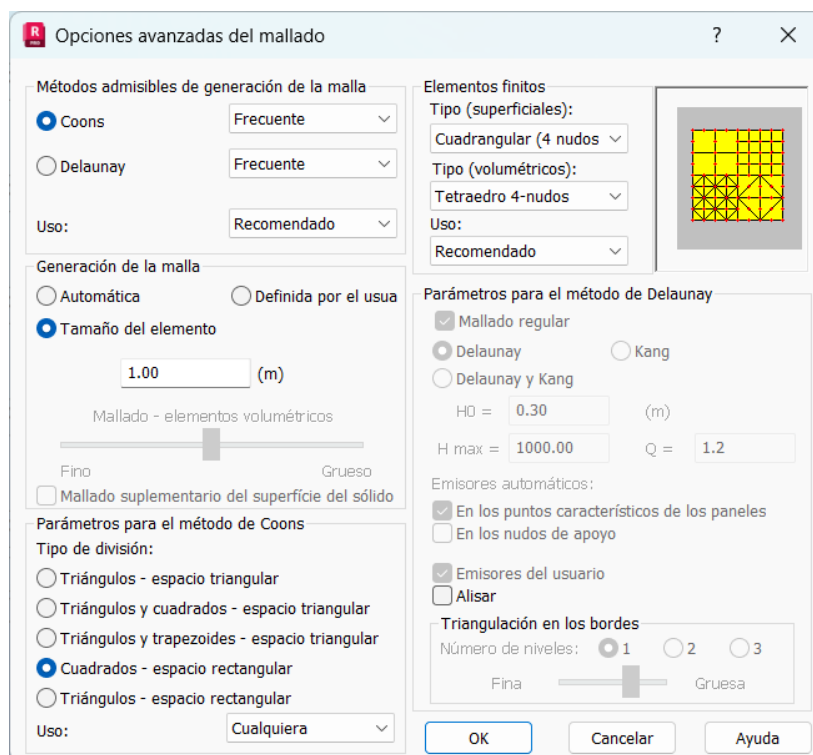 R
PRO
Opciones avanzadas del mallado
?
Métodos admisibles de generación de la malla
Coons
Frecuente
Delaunay
Frecuente
Uso:
Recomendado
Generación de la malla
Automática
Definida por el usua
Tamaño del elemento
1.00
(m)
Mallado - elementos volumétricos
Fino
Grueso
Mallado suplementario del superfície del sólido
Parámetros para el método de Coons
Tipo de división:
Triángulos - espacio triangular
Triángulos y cuadrados - espacio triangular
Triángulos y trapezoides - espacio triangular
Cuadrados - espacio rectangular
Triángulos - espacio rectangular
Uso:
Cualquiera
Elementos finitos
Tipo (superficiales):
Cuadrangular (4 nudos
Tipo (volumétricos):
Tetraedro 4-nudos
Uso:
Recomendado
Parámetros para el método de Delaunay
Mallado regular
Delaunay
Kang
Delaunay y Kang
H0 =
0.30
(m)
H max =
1000.00
Q =
1.2
Emisores automáticos:
En los puntos característicos de los paneles
En los nudos de apoyo
Emisores del usuario
Alisar
Triangulación en los bordes
Número de niveles:
1
2
3
Fina
Gruesa
OK
Cancelar
Ayuda